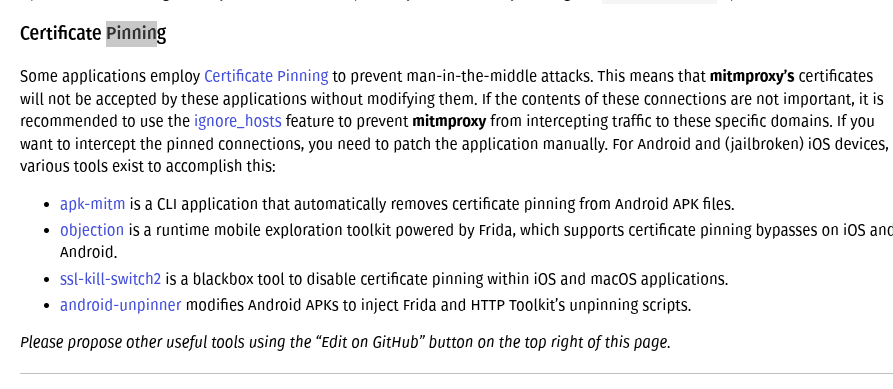 Certificate Pinning
Some applications employ Certificate Pinning to prevent man-in-the-middle attacks. This means that mitmproxy's certificates
will not be accepted by these applications without modifying them. If the contents of these connections are not important, it is
recommended to use the ignore_hosts feature to prevent mitmproxy from intercepting traffic to these specific domains. If you
want to intercept the pinned connections, you need to patch the application manually. For Android and (jailbroken) iOS devices,
various tools exist to accomplish this:
• apk-mitm is a CLI application that automatically removes certificate pinning from Android APK files.
• objection is a runtime mobile exploration toolkit powered by Frida, which supports certificate pinning bypasses on iOS and
Android.
• ssl-kill-switch2 is a blackbox tool to disable certificate pinning within iOS and macOS applications.
• android-unpinner modifies Android APKs to inject Frida and HTTP Toolkit's unpinning scripts.
Please propose other useful tools using the “Edit on GitHub” button on the top right of this page.